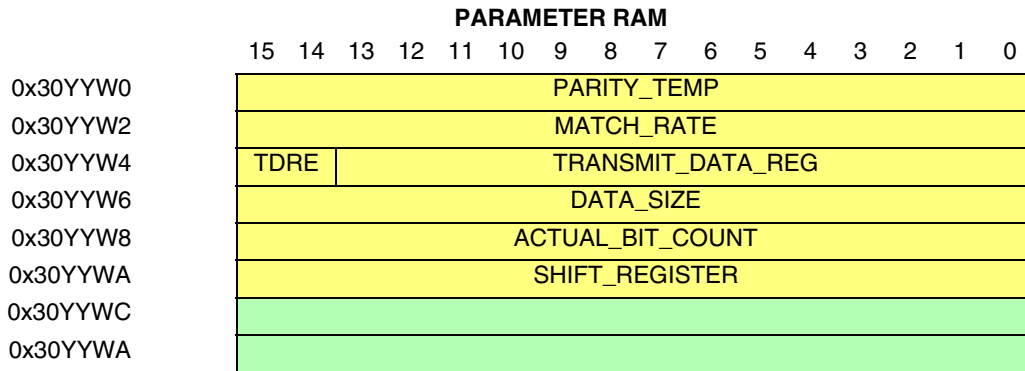 PARAMETER RAM
15 14 13 12 11 10 9 8 7 6 5 4 3 2 1 0
0x30YYW0 PARITY_TEMP
0x30YYW2 MATCH_RATE
0x30YYW4 TDRE TRANSMIT_DATA_REG
0x30YYW6 DATA_SIZE
0x30YYW8 ACTUAL_BIT_COUNT
0x30YYWA SHIFT_REGISTER
0x30YYWC
0x30YYWA